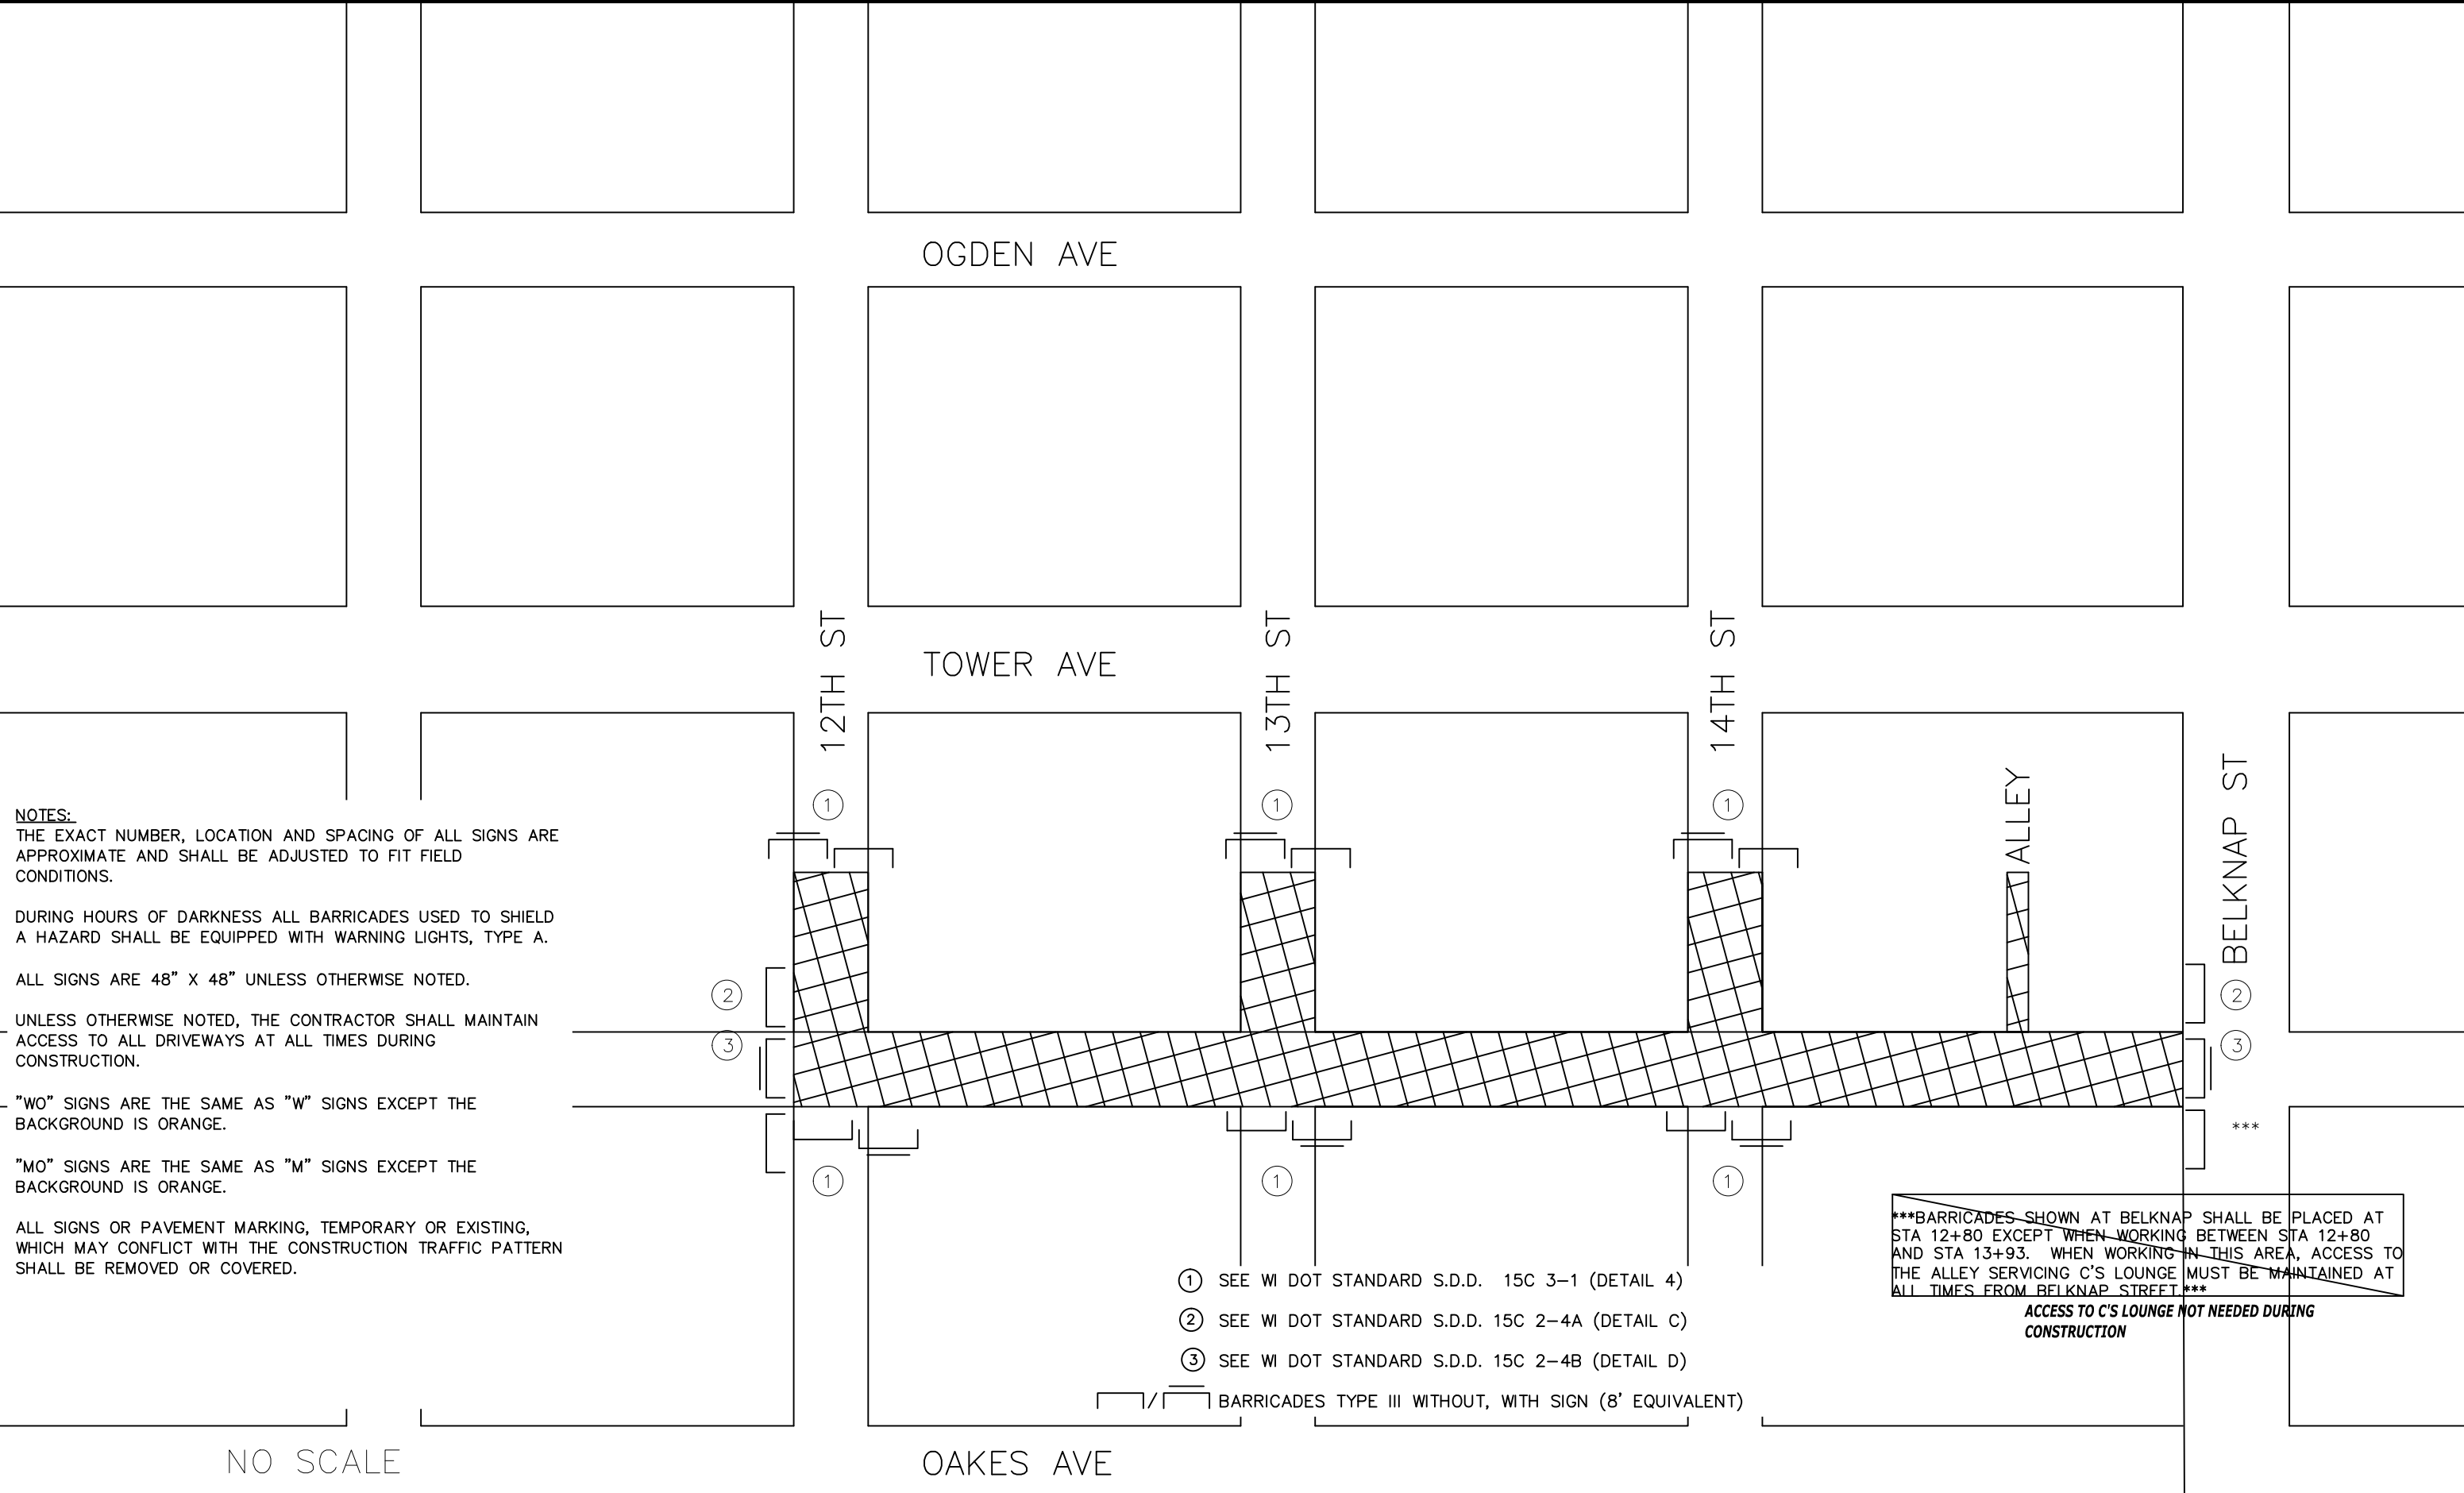 OGDEN AVE
TOWER AVE
12TH ST
13TH ST
14TH ST
ALLEY
BELKNAP ST
NOTES:
THE EXACT NUMBER, LOCATION AND SPACING OF ALL SIGNS ARE
APPROXIMATE AND SHALL BE ADJUSTED TO FIT FIELD
CONDITIONS.
DURING HOURS OF DARKNESS ALL BARRICADES USED TO SHIELD
A HAZARD SHALL BE EQUIPPED WITH WARNING LIGHTS, TYPE A.
ALL SIGNS ARE 48" X 48" UNLESS OTHERWISE NOTED.
UNLESS OTHERWISE NOTED, THE CONTRACTOR SHALL MAINTAIN
ACCESS TO ALL DRIVEWAYS AT ALL TIMES DURING
CONSTRUCTION.
"WO" SIGNS ARE THE SAME AS "W" SIGNS EXCEPT THE
BACKGROUND IS ORANGE.
"MO" SIGNS ARE THE SAME AS "M" SIGNS EXCEPT THE
BACKGROUND IS ORANGE.
ALL SIGNS OR PAVEMENT MARKING, TEMPORARY OR EXISTING,
WHICH MAY CONFLICT WITH THE CONSTRUCTION TRAFFIC PATTERN
SHALL BE REMOVED OR COVERED.
1
1
1
2
3
2
3
***
1
1
1
***BARRICADES SHOWN AT BELKNAP SHALL BE PLACED AT
STA 12+80 EXCEPT WHEN WORKING BETWEEN STA 12+80
AND STA 13+93. WHEN WORKING IN THIS AREA, ACCESS TO
THE ALLEY SERVICING C'S LOUNGE MUST BE MAINTAINED AT
ALL TIMES FROM BELKNAP STREET.***
ACCESS TO C'S LOUNGE NOT NEEDED DURING
CONSTRUCTION
1 SEE WI DOT STANDARD S.D.D. 15C 3-1 (DETAIL 4)
2 SEE WI DOT STANDARD S.D.D. 15C 2-4A (DETAIL C)
3 SEE WI DOT STANDARD S.D.D. 15C 2-4B (DETAIL D)
/ BARRICADES TYPE III WITHOUT, WITH SIGN (8' EQUIVALENT)
NO SCALE
OAKES AVE